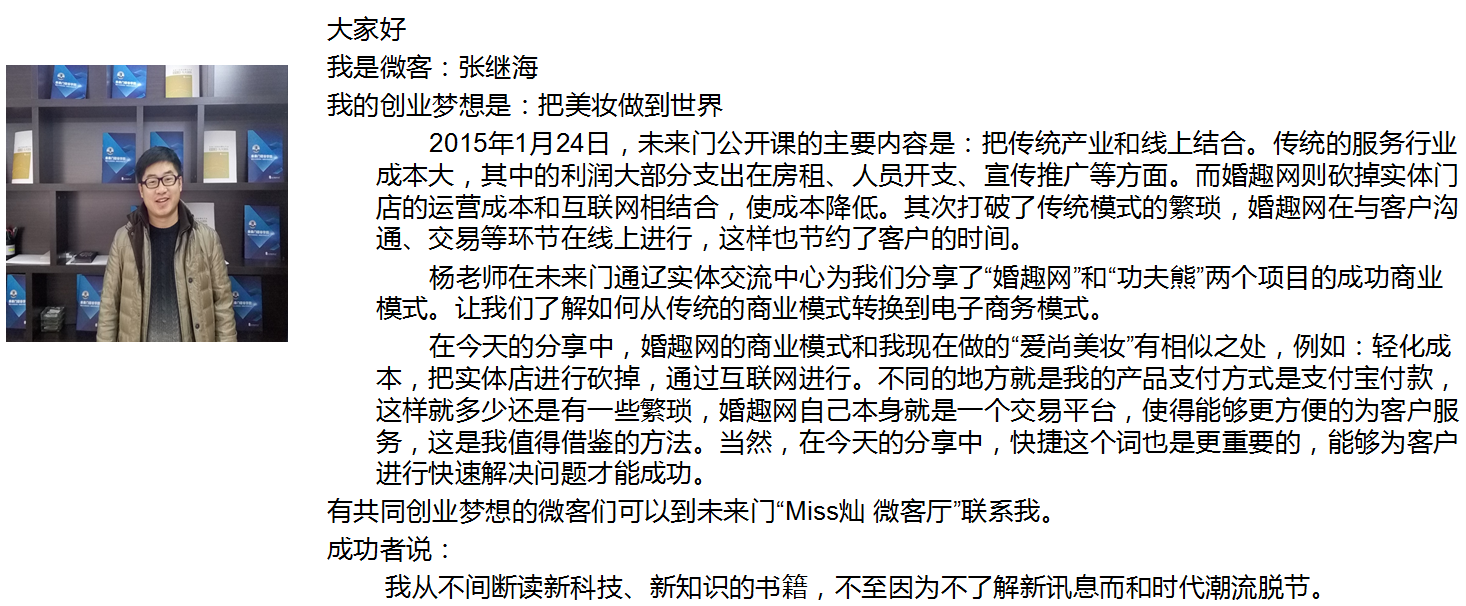 大家好
我是微客：张继海
我的创业梦想是：把美妆做到世界
2015年1月24日，未来门公开课的主要内容是：把传统产业和线上结合。传统的服务行业
成本大，其中的利润大部分支出在房租、人员开支、宣传推广等方面。而婚趣网则砍掉实体门
店的运营成本和互联网相结合，使成本降低。其次打破了传统模式的繁琐，婚趣网在与客户沟
通、交易等环节在线上进行，这样也节约了客户的时间。
杨老师在未来门通辽实体交流中心为我们分享了“婚趣网”和“功夫熊”两个项目的成功商业
模式。让我们了解如何从传统的商业模式转换到电子商务模式。
在今天的分享中，婚趣网的商业模式和我现在做的“爱尚美妆”有相似之处，例如：轻化成
本，把实体店进行砍掉，通过互联网进行。不同的地方就是我的产品支付方式是支付宝付款，
这样就多少还是有一些繁琐，婚趣网自己本身就是一个交易平台，使得能够更方便的为客户服
务，这是我值得借鉴的方法。当然，在今天的分享中，快捷这个词也是更重要的，能够为客户
进行快速解决问题才能成功。
有共同创业梦想的微客们可以到未来门“Miss灿 微客厅”联系我。
成功者说：
我从不间断读新科技、新知识的书籍，不至因为不了解新讯息而和时代潮流脱节。